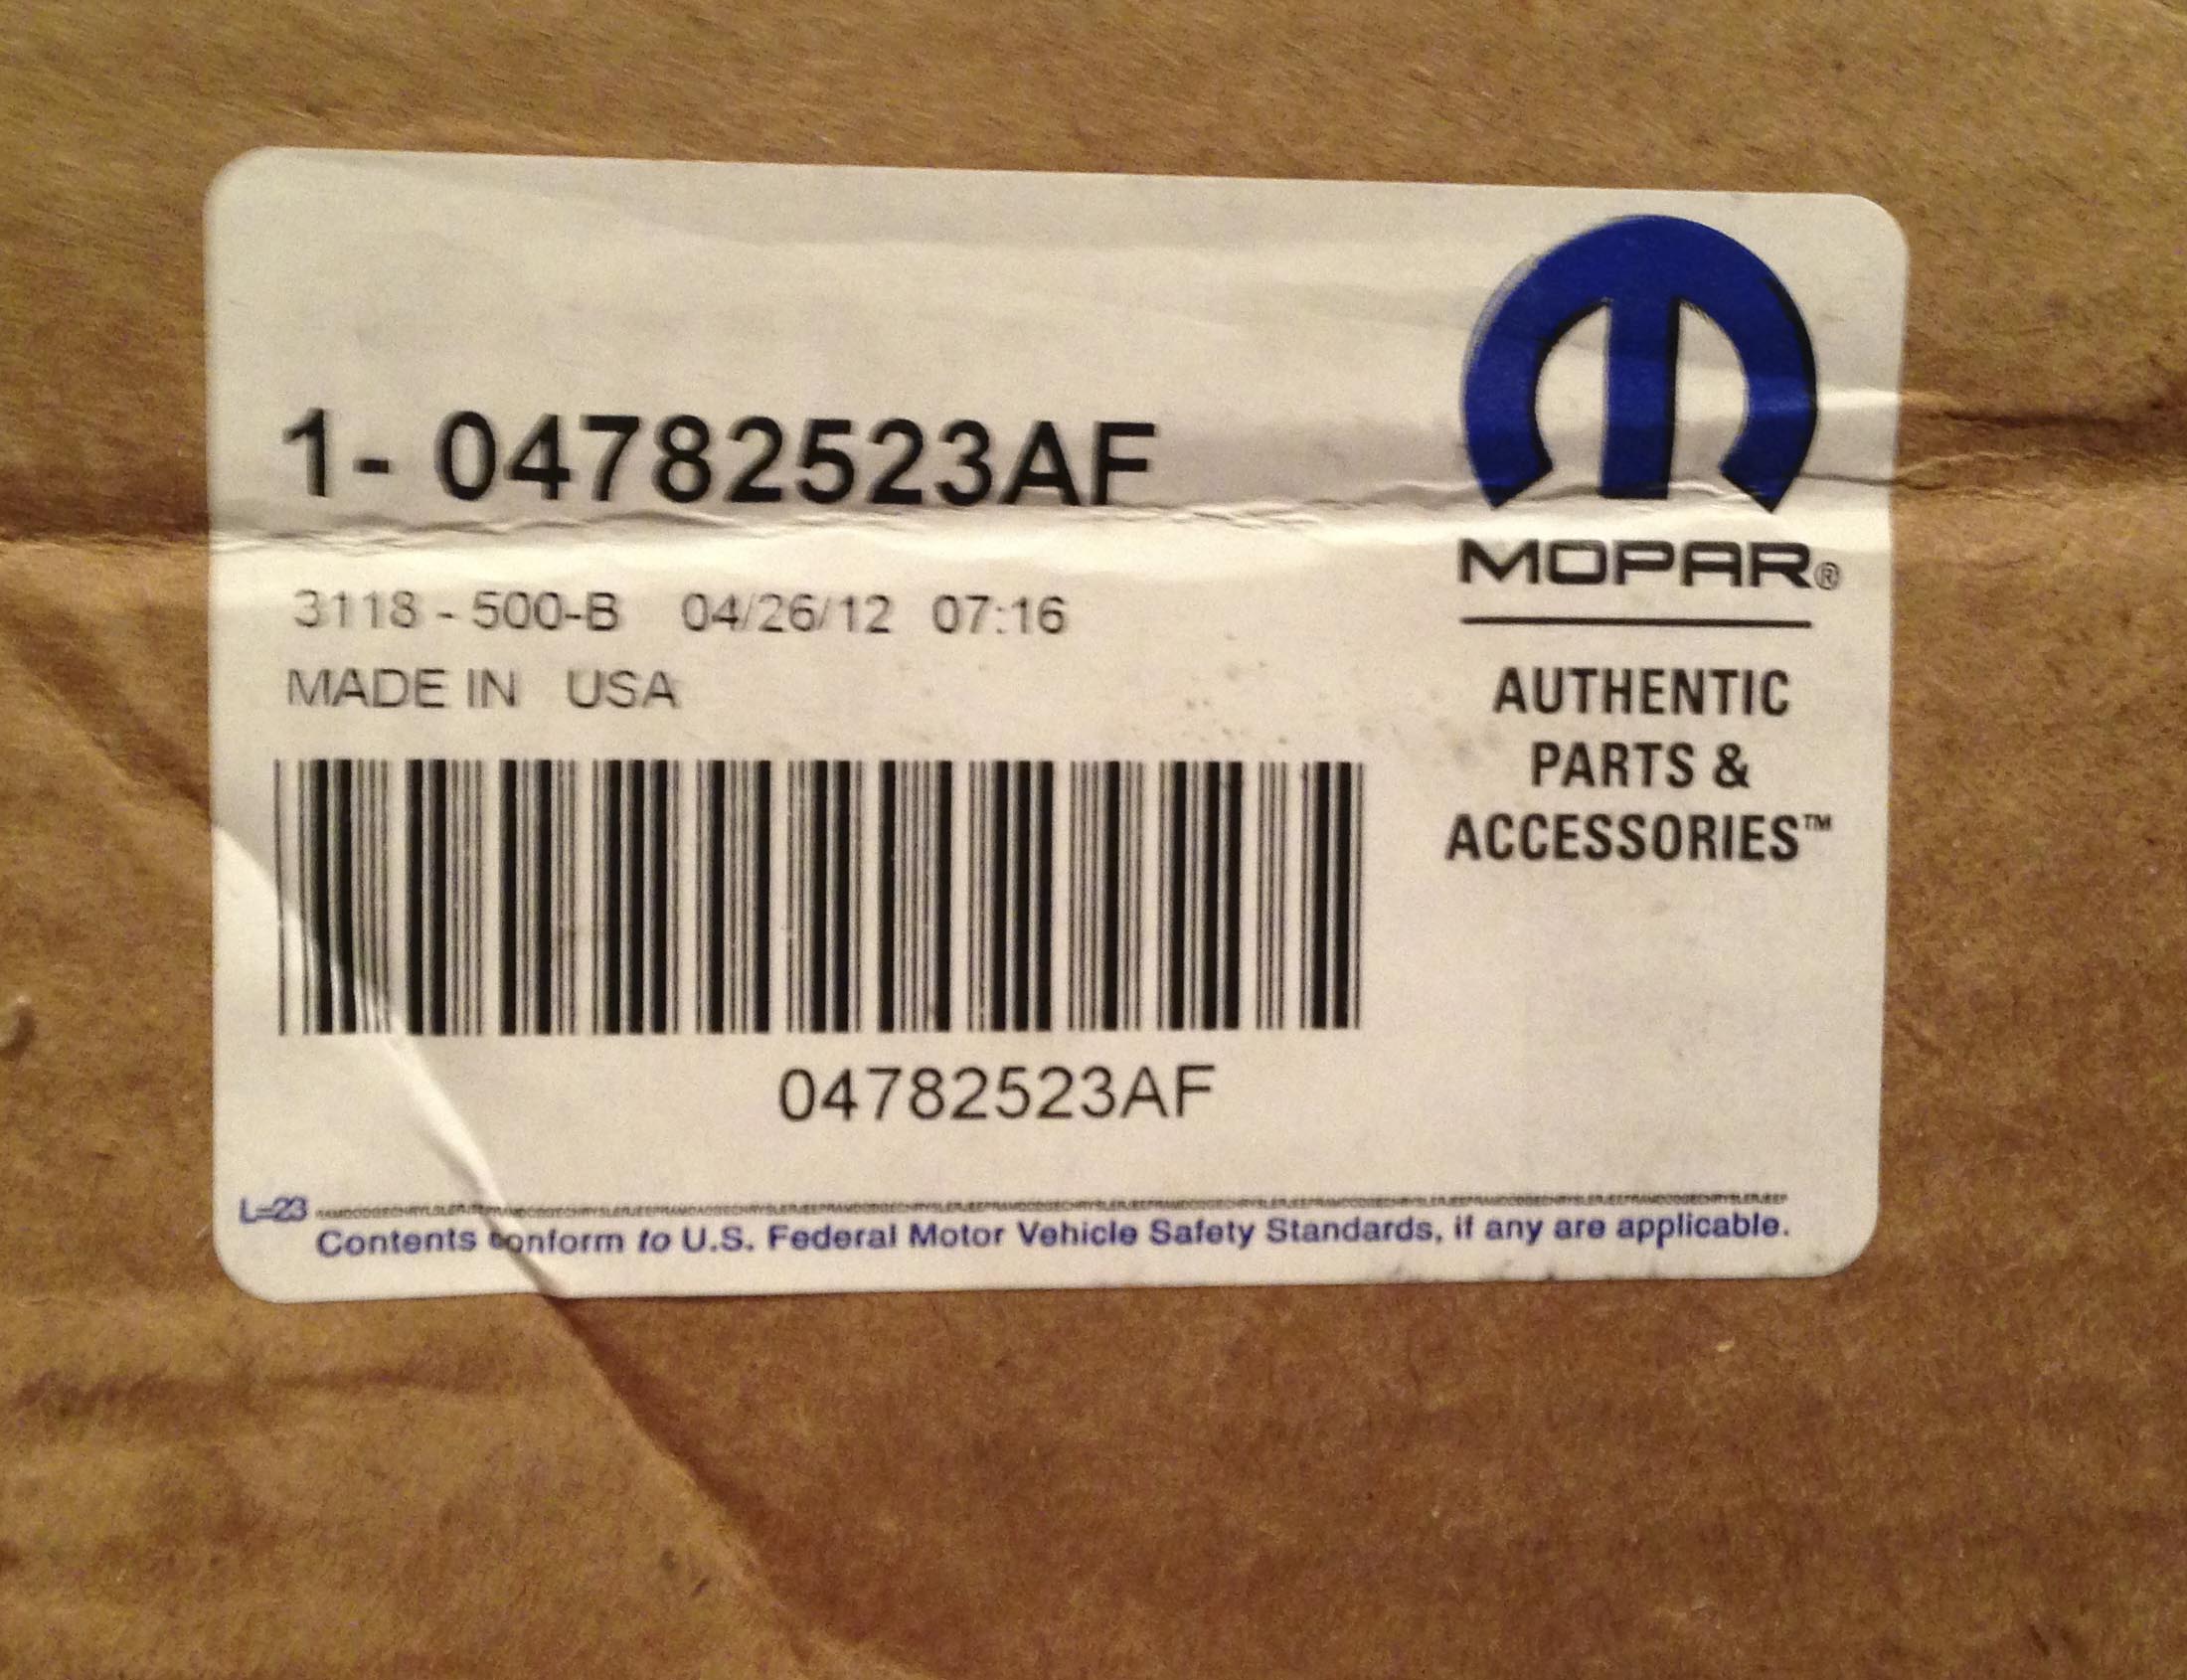 1- 04782523AF
3118 - 500-B 04/26/12 07:16
MADE IN USA
04782523AF
MOPAR®
AUTHENTIC
PARTS &
ACCESSORIES™
L=23
Contents conform to U.S. Federal Motor Vehicle Safety Standards, if any are applicable.